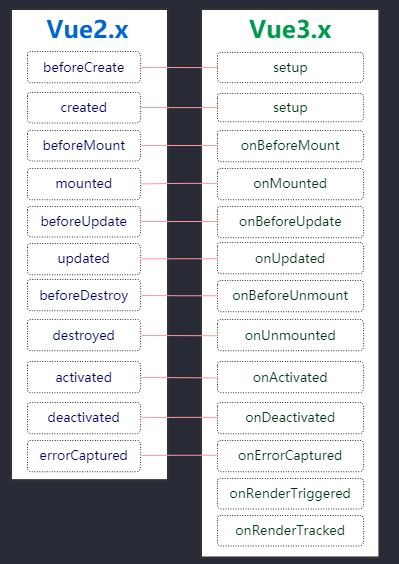 Vue2.x Vue3.x
beforeCreate setup
created setup
beforeMount onBeforeMount
mounted onMounted
beforeUpdate onBeforeUpdate
updated onUpdated
beforeDestroy onBeforeUnmount
destroyed onUnmounted
activated onActivated
deactivated onDeactivated
errorCaptured onErrorCaptured
onRenderTriggered
onRenderTracked